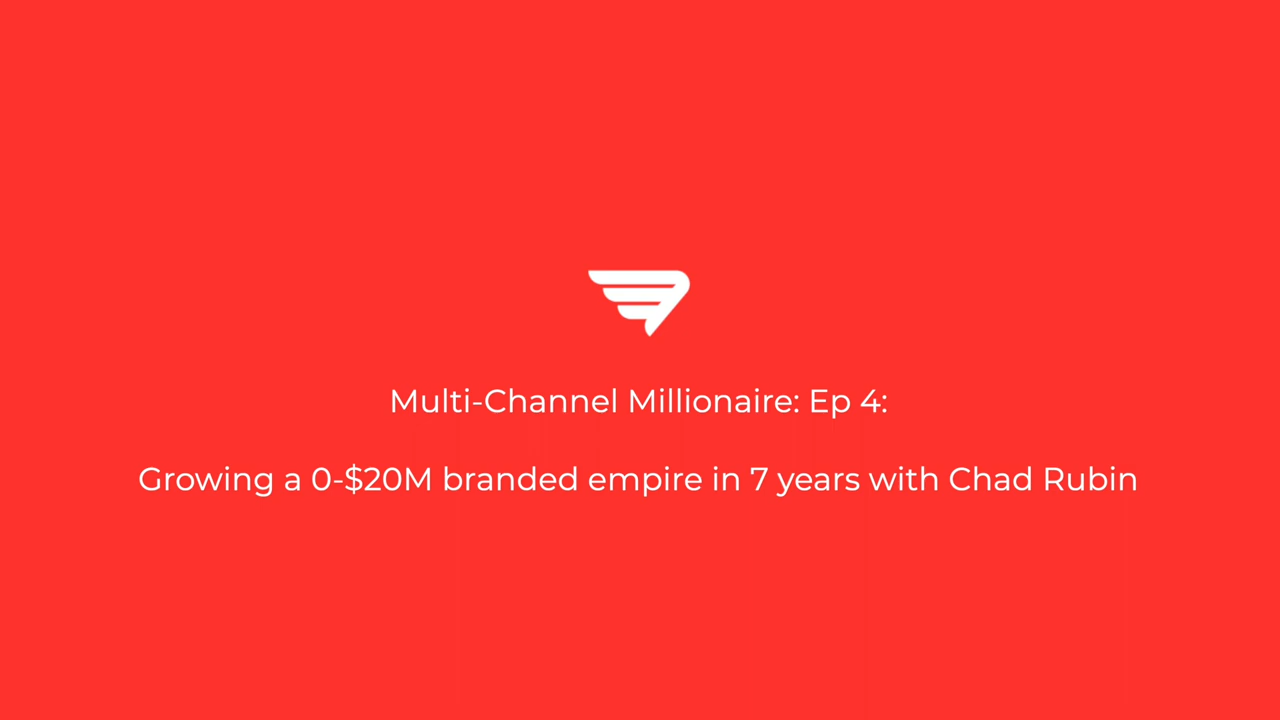 Multi-Channel Millionaire: Ep 4:
Growing a 0-$20M branded empire in 7 years with Chad Rubin